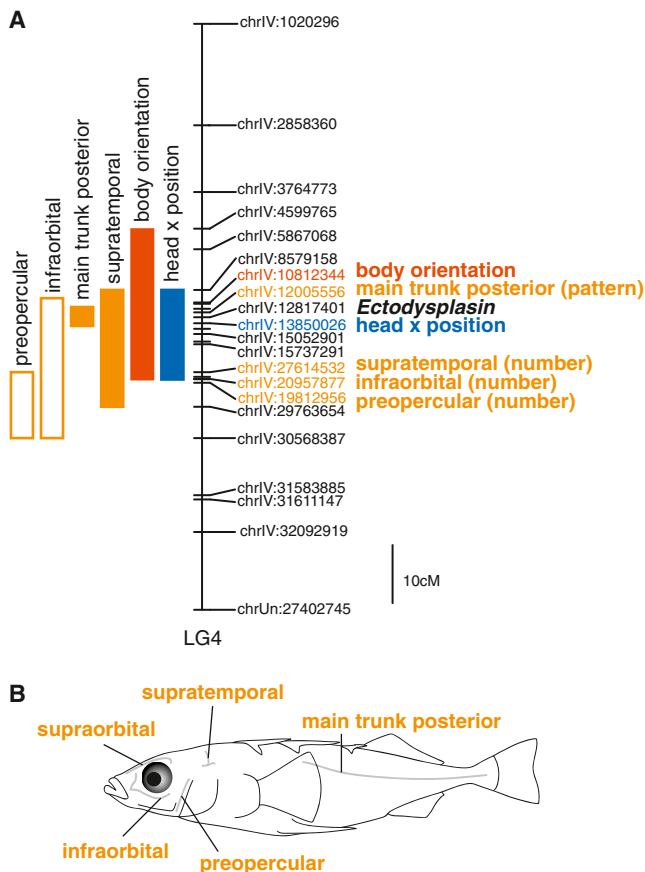 A
preopercular
infraorbital
main trunk posterior
supratemporal
body orientation
head x position
chrIV:1020296
chrIV:2858360
chrIV:3764773
chrIV:4599765
chrIV:5867068
chrIV:8579158
chrIV:10812344 body orientation
chrIV:12005556 main trunk posterior (pattern)
chrIV:12817401 Ectodysplasin
chrIV:13850026 head x position
chrIV:15052901
chrIV:15737291
chrIV:27614532 supratemporal (number)
chrIV:20957877 infraorbital (number)
chrIV:19812956 preopercular (number)
chrIV:29763654
chrIV:30568387
chrIV:31583885
chrIV:31611147
chrIV:32092919
10cM
chrUn:27402745
LG4
B
supratemporal
supraorbital
main trunk posterior
infraorbital
preopercular